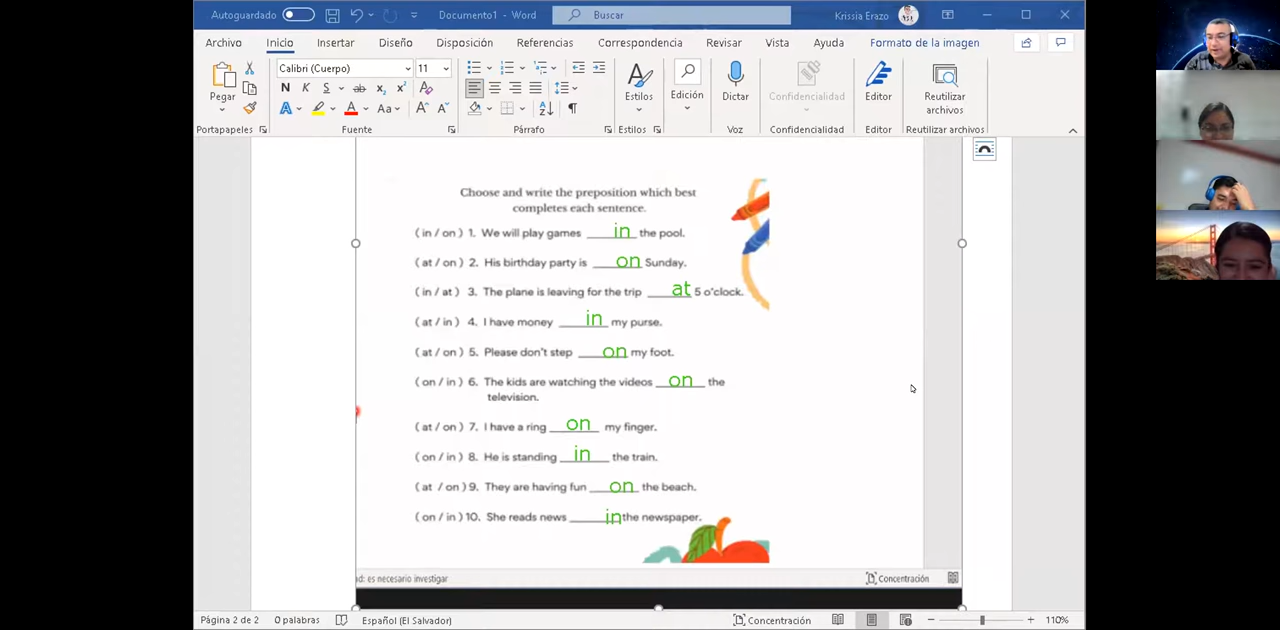 Autoguardado
Documento1 - Word
Buscar
Krissia Erazo
Archivo Inicio Insertar Diseño Disposición Referencias Correspondencia Revisar Vista Ayuda Formato de la imagen
Calibri (Cuerpo) 11
Pegar N K S ab x₂ x² Estilos Edición Dictar Confidencialidad Editor Reutilizar archivos
A A Aa A A
Portapapeles Fuente Párrafo Estilos Voz Confidencialidad Editor Reutilizar archivos
Choose and write the preposition which best
completes each sentence.
( in / on ) 1. We will play games in the pool.
( at / on ) 2. His birthday party is on Sunday.
( in / at ) 3. The plane is leaving for the trip at 5 o'clock.
( at / in ) 4. I have money in my purse.
( at / on ) 5. Please don't step on my foot.
( on / in ) 6. The kids are watching the videos on the
television.
( at / on ) 7. I have a ring on my finger.
( on / in ) 8. He is standing in the train.
( at / on ) 9. They are having fun on the beach.
( on / in ) 10. She reads news in the newspaper.
d: es necesario investigar Concentración
Página 2 de 2 0 palabras Español (El Salvador) Concentración 110%